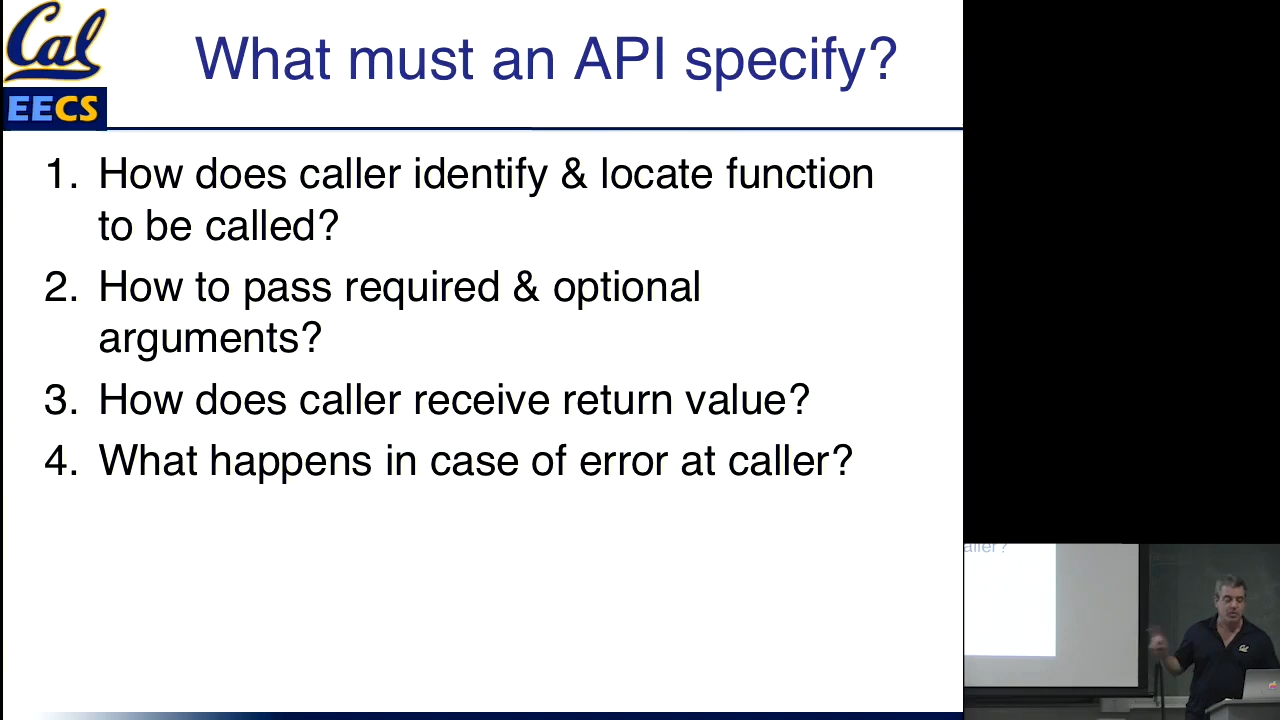 Cal
EECS
What must an API specify?
1. How does caller identify & locate function
to be called?
2. How to pass required & optional
arguments?
3. How does caller receive return value?
4. What happens in case of error at caller?
aller?
Cal